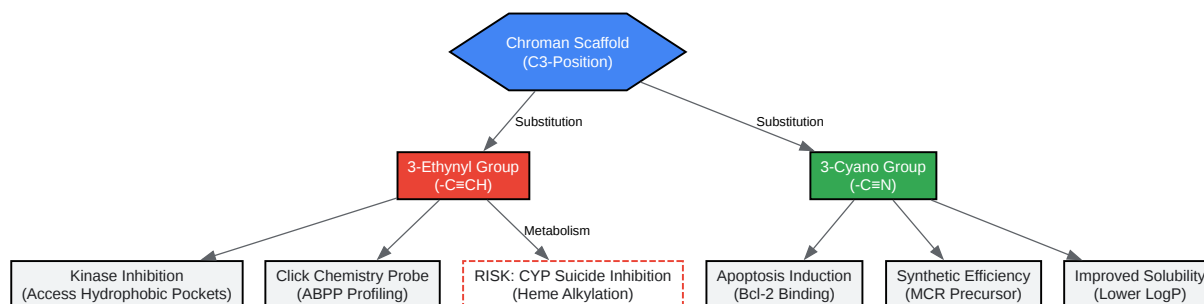 Chroman Scaffold
(C3-Position)
Substitution
Substitution
3-Ethynyl Group
(-C≡CH)
3-Cyano Group
(-C≡N)
Metabolism
Kinase Inhibition
(Access Hydrophobic Pockets)
Click Chemistry Probe
(ABPP Profiling)
RISK: CYP Suicide Inhibition
(Heme Alkylation)
Apoptosis Induction
(Bcl-2 Binding)
Synthetic Efficiency
(MCR Precursor)
Improved Solubility
(Lower LogP)